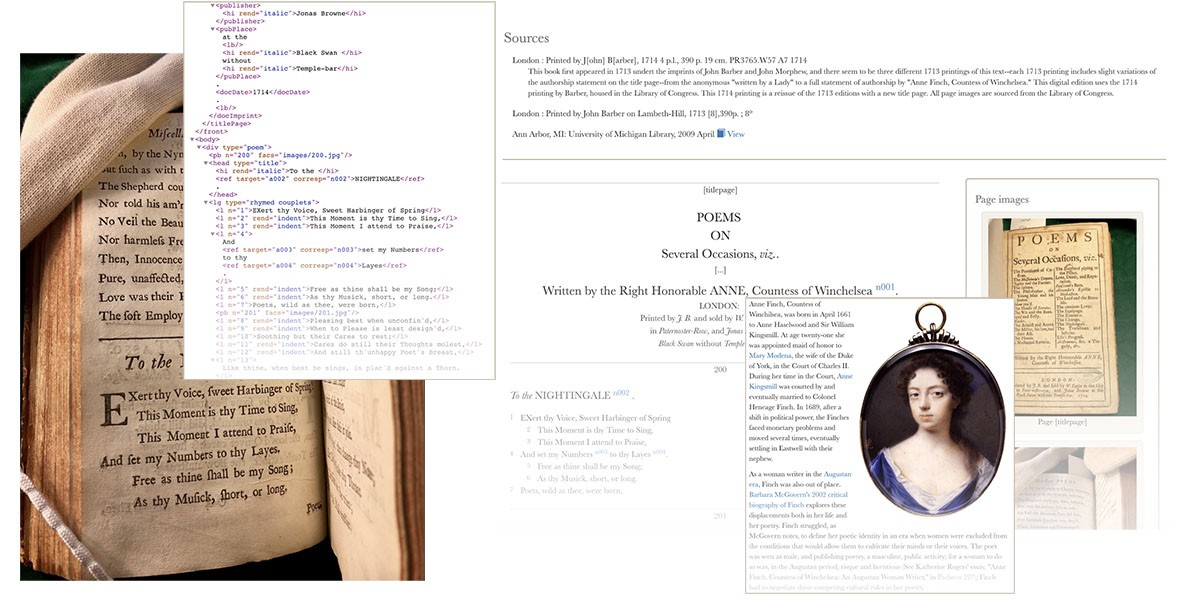 Miscell
n, by the Nym
But such as with t
The Shepherd cou
Nor told his am'r
No Veil the Beau
Nor harmless Fre
Then, Innocence
Pure, unaffected,
Love was their
The soft Employ
To the
EXert thy Voice, sweet Harbinger of Spring
This Moment is thy Time to Sing,
This Moment I attend to Praise,
And set my Numbers to thy Layes.
Free as thine shall be my Song;
As thy Musick, short, or long,
Poets
▼<publisher>
<hi rend="italic">Jonas Browne</hi>
</publisher>
▼<pubPlace>
at the
<lb/>
<hi rend="italic">Black Swan </hi>
without
<hi rend="italic">Temple-bar</hi>
</pubPlace>
.
<docDate>1714</docDate>
.
<lb/>
</docImprint>
</titlePage>
</front>
▼<body>
▼<div type="poem">
<pb n="200" facs="images/200.jpg"/>
▼<head type="title">
<hi rend="italic">To the </hi>
<ref target="a002" corresp="n002">NIGHTINGALE</ref>
.
</head>
▼<lg type="rhymed couplets">
<l n="1">EXert thy Voice, Sweet Harbinger of Spring</l>
<l n="2" rend="indent">This Moment is thy Time to Sing,</l>
<l n="3" rend="indent">This Moment I attend to Praise,</l>
▼<l n="4">
And
<ref target="a003" corresp="n003">set my Numbers</ref>
to thy
<ref target="a004" corresp="n004">Layes</ref>
.
</l>
<l n="5" rend="indent">Free as thine shall be my Song;</l>
<l n="6" rend="indent">As thy Musick, short, or long.</l>
<l n="7">Poets, wild as thee, were born,</l>
<pb n="201" facs="images/201.jpg"/>
<l n="8" rend="indent">Pleasing best when unconfin'd,</l>
<l n="9" rend="indent">When to Please is least design'd,</l>
<l n="10">Soothing but their Cares to rest;</l>
<l n="11" rend="indent">Cares do still their Thoughts molest,</l>
<l n="12" rend="indent">And still th'unhappy Poet's Breast,</l>
▼<l n="13">
Like thine, when best he sings, is plac'd against a Thorn.
</l>
Sources
London : Printed by J[ohn] B[arber], 1714 4 p.l., 390 p. 19 cm. PR3765.W57 A7 1714
This book first appeared in 1713 undert the imprints of John Barber and John Morphew, and there seem to be three different 1713 printings of this text--each 1713 printing includes slight variations of
the authorship statement on the title page--from the anonymous "written by a Lady" to a full statement of authorship by "Anne Finch, Countess of Winchelsea." This digital edition uses the 1714
printing by Barber, housed in the Library of Congress. This 1714 printing is a reissue of the 1713 editions with a new title page. All page images are sourced from the Library of Congress.
London : Printed by John Barber on Lambeth-Hill, 1713 [8],390p. ; 8°
Ann Arbor, MI: University of Michigan Library, 2009 April View
[titlepage]
POEMS
ON
Several Occasions, viz..
[...]
Written by the Right Honorable ANNE, Countess of Winchelsea n001.
LONDON:
Printed by J. B. and sold by W.
in Paternoster-Row, and Jonas
Black Swan without Temple
200
To the NIGHTINGALE n002 .
1 EXert thy Voice, Sweet Harbinger of Spring
2 This Moment is thy Time to Sing,
3 This Moment I attend to Praise,
4 And set my Numbers n003 to thy Layes n004.
5 Free as thine shall be my Song;
6 As thy Musick, short, or long.
7 Poets, wild as thee, were born,
201
Anne Finch, Countess of
Winchilsea, was born in April 1661
to Anne Haselwood and Sir William
Kingsmill. At age twenty-one she
was appointed maid of honor to
Mary Modena, the wife of the Duke
of York, in the Court of Charles II.
During her time in the Court, Anne
Kingsmill was courted by and
eventually married to Colonel
Heneage Finch. In 1689, after a
shift in political power, the Finches
faced monetary problems and
moved several times, eventually
settling in Eastwell with their
nephew.
As a woman writer in the Augustan
era, Finch was also out of place.
Barbara McGovern's 2002 critical
biography of Finch explores these
displacements both in her life and
her poetry. Finch struggled, as
McGovern notes, to define her poetic identity in an era when women were excluded from
the conditions that would allow them to cultivate their minds or their voices. The poet
was seen as male, and publishing poetry, a masculine, public activity; for a woman to do
so was, in the Augustan period, risque and licentious (See Katherine Rogers' essay, "Anne
Finch, Countess of Winchelsea: An Augustan Woman Writer," in Pacheco 227); Finch
had to negotiate these competing cultural rules in her poetry.
Page images
POEMS
ON
Several Occasions, viz.
Written by the Right Honorable ANNE,
LONDON:
Page [titlepage]